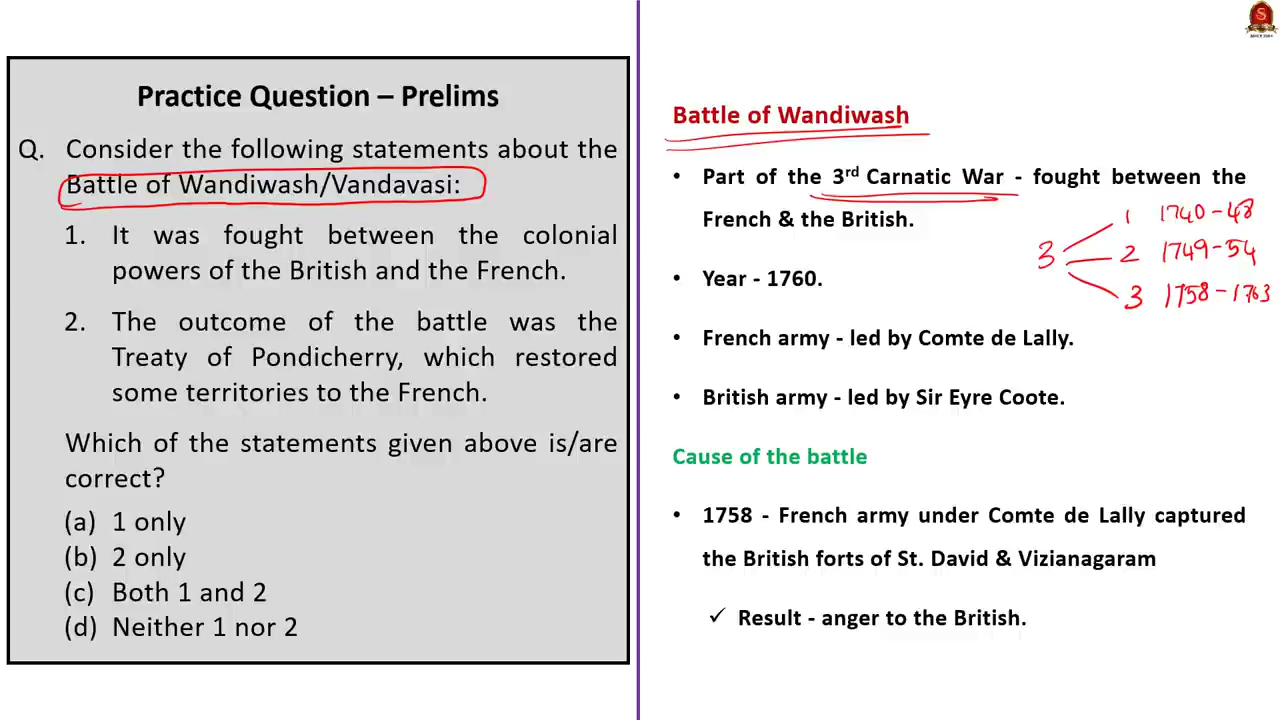 Practice Question – Prelims
Q. Consider the following statements about the
Battle of Wandiwash/Vandavasi:
1. It was fought between the colonial
powers of the British and the French.
2. The outcome of the battle was the
Treaty of Pondicherry, which restored
some territories to the French.
Which of the statements given above is/are
correct?
(a) 1 only
(b) 2 only
(c) Both 1 and 2
(d) Neither 1 nor 2
Battle of Wandiwash
• Part of the 3rd Carnatic War - fought between the
French & the British.
• Year - 1760.
• French army - led by Comte de Lally.
• British army - led by Sir Eyre Coote.
Cause of the battle
• 1758 - French army under Comte de Lally captured
the British forts of St. David & Vizianagaram
✓ Result - anger to the British.
3
1 1740-48
2 1749-54
3 1758-1763
S